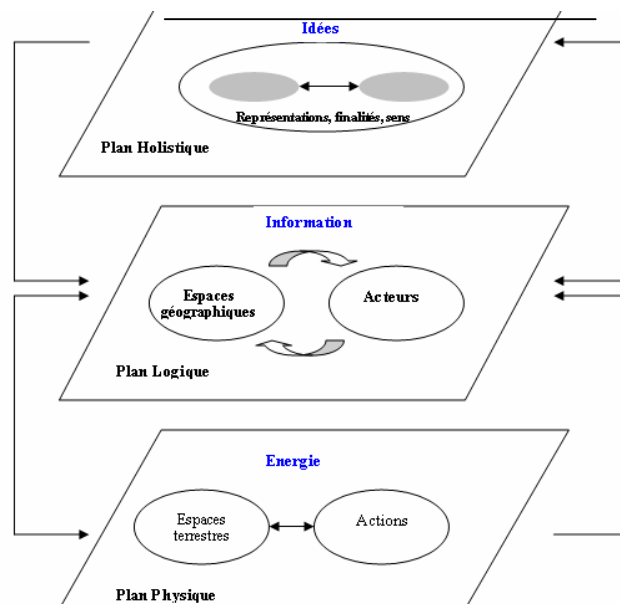 Idées
Représentations, finalités, sens
Plan Holistique
Information
Espaces
géographiques
Acteurs
Plan Logique
Energie
Espaces
terrestres
Actions
Plan Physique